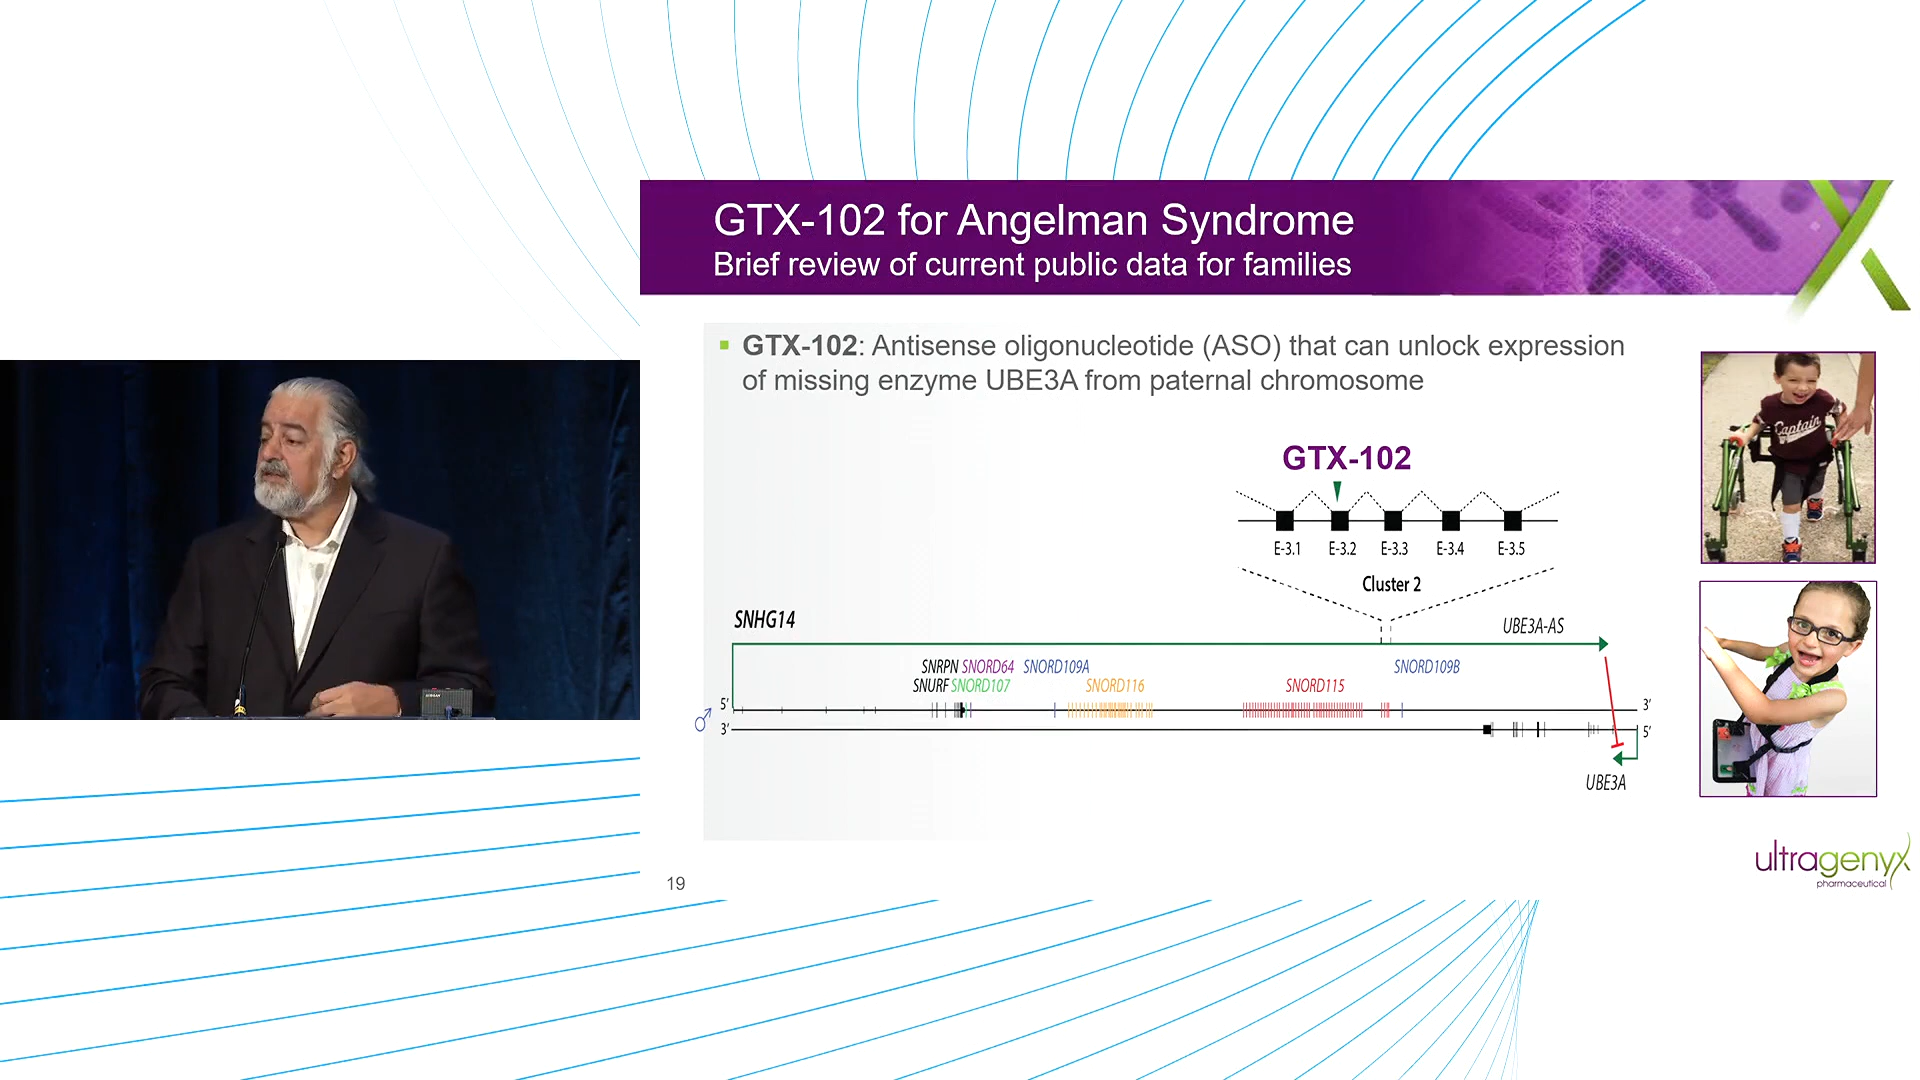 GTX-102 for Angelman Syndrome
Brief review of current public data for families
GTX-102: Antisense oligonucleotide (ASO) that can unlock expression
of missing enzyme UBE3A from paternal chromosome
Captain
GTX-102
E-3.1 E-3.2 E-3.3 E-3.4 E-3.5
Cluster 2
SNHG14
UBE3A-AS
SNRPN SNORD64 SNORD109A SNORD109B
SNURF SNORD107 SNORD116 SNORD115
5' 3'
♂
3' 5'
UBE3A
ultragenyx
pharmaceutical
19